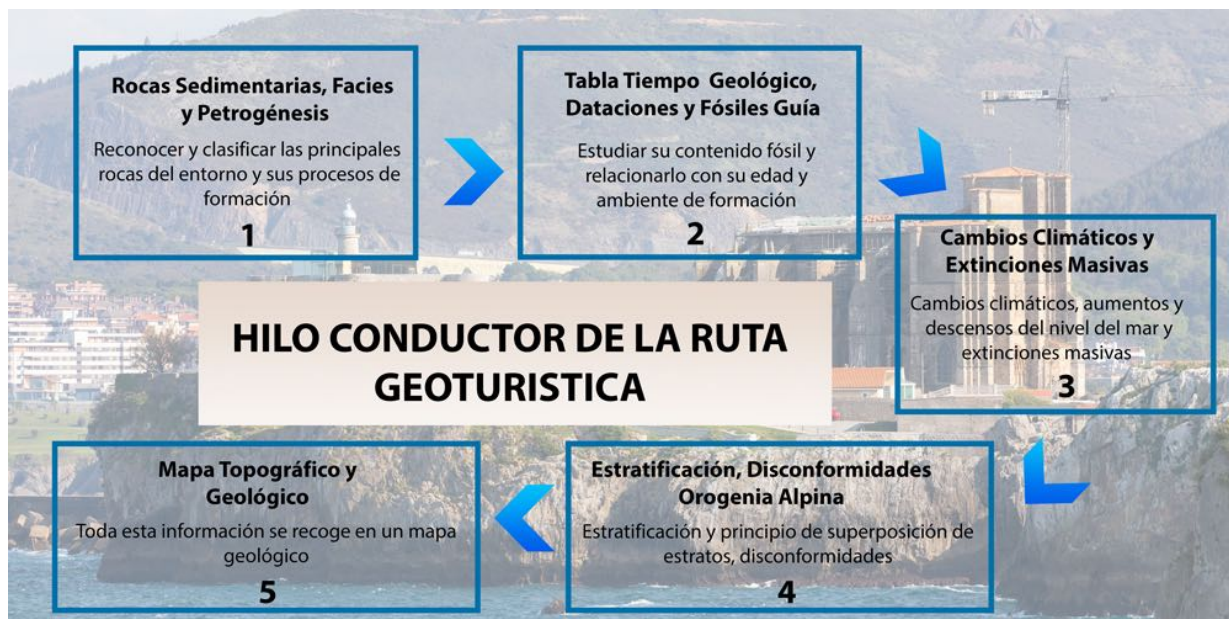 Rocas Sedimentarias, Facies
y Petrogénesis
Reconocer y clasificar las principales
rocas del entorno y sus procesos de
formación
1
Tabla Tiempo Geológico,
Dataciones y Fósiles Guía
Estudiar su contenido fósil y
relacionarlo con su edad y
ambiente de formación
2
Cambios Climáticos y
Extinciones Masivas
Cambios climáticos, aumentos y
descensos del nivel del mar y
extinciones masivas
3
HILO CONDUCTOR DE LA RUTA
GEOTURISTICA
Estratificación, Disconformidades
Orogenia Alpina
Estratificación y principio de superposición de
estratos, disconformidades
4
Mapa Topográfico y
Geológico
Toda esta información se recoge en un mapa
geológico
5